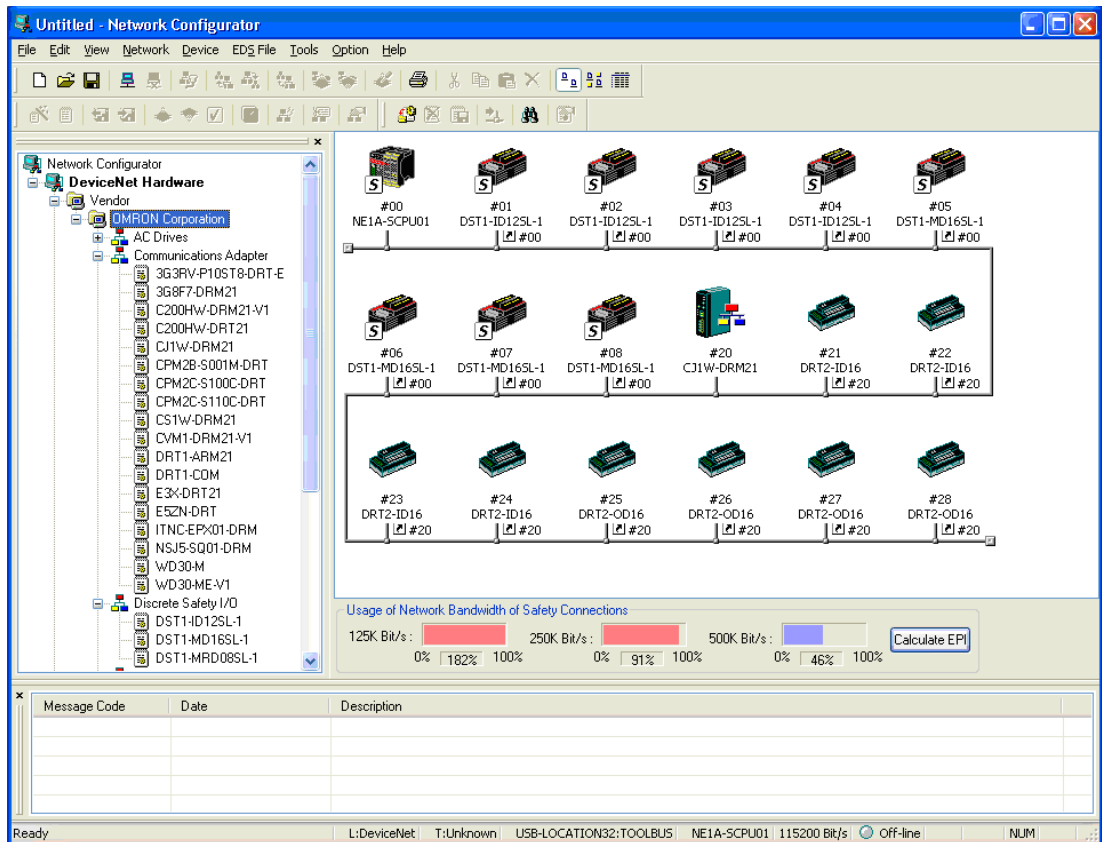 Untitled - Network Configurator
File Edit View Network Device EDS File Tools Option Help
Network Configurator
DeviceNet Hardware
Vendor
OMRON Corporation
AC Drives
Communications Adapter
3G3RV-P10ST8-DRT-E
3G8F7-DRM21
C200HW-DRM21-V1
C200HW-DRT21
CJ1W-DRM21
CPM2B-S001M-DRT
CPM2C-S100C-DRT
CPM2C-S110C-DRT
CS1W-DRM21
CVM1-DRM21-V1
DRT1-ARM21
DRT1-COM
E3X-DRT21
E5ZN-DRT
ITNC-EPX01-DRM
NSJ5-SQ01-DRM
WD30-M
WD30-ME-V1
Discrete Safety I/O
DST1-ID12SL-1
DST1-MD16SL-1
DST1-MRD08SL-1
S S S S S S
#00 #01 #02 #03 #04 #05
NE1A-SCPU01 DST1-ID12SL-1 DST1-ID12SL-1 DST1-ID12SL-1 DST1-ID12SL-1 DST1-MD16SL-1
#00 #00 #00 #00 #00
S S S
#06 #07 #08 #20 #21 #22
DST1-MD16SL-1 DST1-MD16SL-1 DST1-MD16SL-1 CJ1W-DRM21 DRT2-ID16 DRT2-ID16
#00 #00 #00 #20 #20
#23 #24 #25 #26 #27 #28
DRT2-ID16 DRT2-ID16 DRT2-OD16 DRT2-OD16 DRT2-OD16 DRT2-OD16
#20 #20 #20 #20 #20 #20
Usage of Network Bandwidth of Safety Connections
125K Bit/s : 250K Bit/s : 500K Bit/s : Calculate EPI
0% 182% 100% 0% 91% 100% 0% 46% 100%
Message Code Date Description
Ready L:DeviceNet T:Unknown USB-LOCATION32:TOOLBUS NE1A-SCPU01 115200 Bit/s Off-line NUM